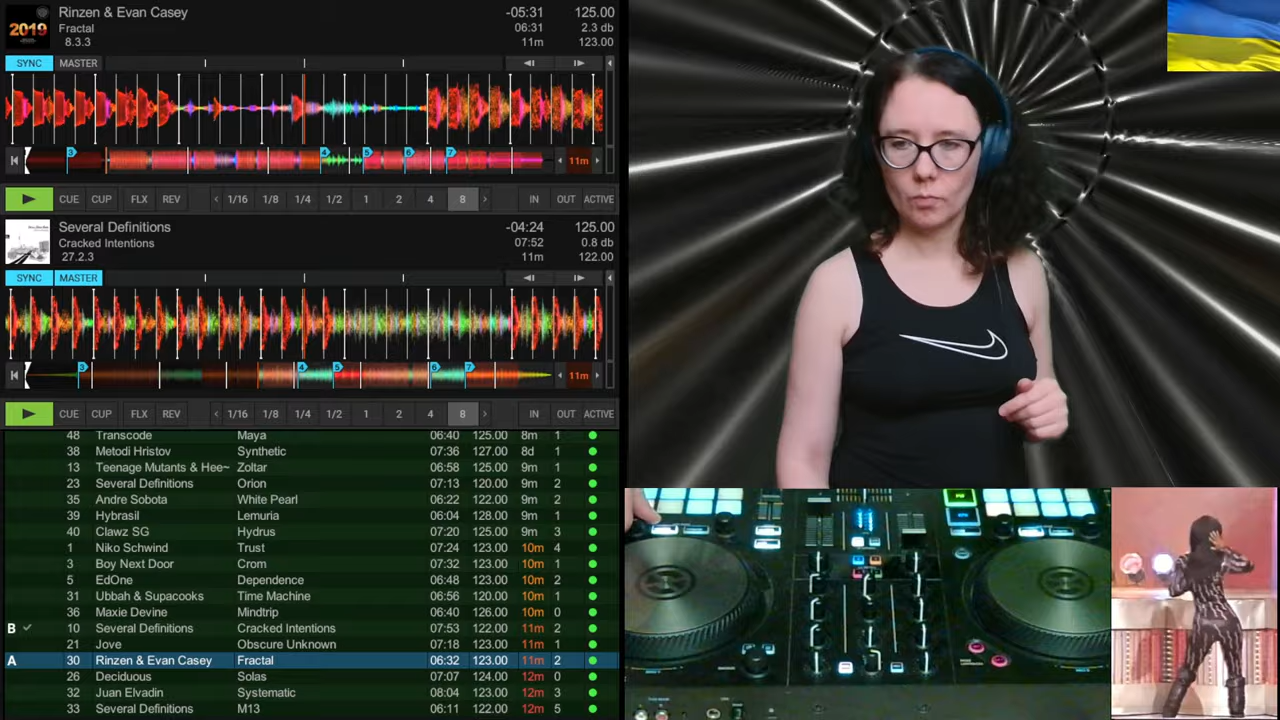 2019
Rinzen & Evan Casey -05:31 125.00
Fractal 06:31 2.3 db
8.3.3 11m 123.00
SYNC MASTER
3 4 5 6 7 11m
CUE CUP FLX REV 1/16 1/8 1/4 1/2 1 2 4 8 IN OUT ACTIVE
Several Definitions -04:24 125.00
Cracked Intentions 07:52 0.8 db
27.2.3 11m 122.00
SYNC MASTER
3 4 5 6 7 11m
CUE CUP FLX REV 1/16 1/8 1/4 1/2 1 2 4 8 IN OUT ACTIVE
48 Transcode Maya 06:40 125.00 8m 1
38 Metodi Hristov Synthetic 07:36 127.00 8d 1
13 Teenage Mutants & Hee~ Zoltar 06:58 125.00 9m 1
23 Several Definitions Orion 07:13 120.00 9m 2
35 Andre Sobota White Pearl 06:22 122.00 9m 2
39 Hybrasil Lemuria 06:04 128.00 9m 1
40 Clawz SG Hydrus 07:20 125.00 9m 3
1 Niko Schwind Trust 07:24 123.00 10m 4
3 Boy Next Door Crom 07:32 123.00 10m 1
5 EdOne Dependence 06:48 123.00 10m 2
31 Ubbah & Supacooks Time Machine 06:56 120.00 10m 1
36 Maxie Devine Mindtrip 06:40 126.00 10m 0
B 10 Several Definitions Cracked Intentions 07:53 122.00 11m 2
21 Jove Obscure Unknown 07:18 123.00 11m 1
A 30 Rinzen & Evan Casey Fractal 06:32 123.00 11m 2
26 Deciduous Solas 07:07 124.00 12m 0
32 Juan Elvadin Systematic 08:04 123.00 12m 3
33 Several Definitions M13 06:11 122.00 12m 5